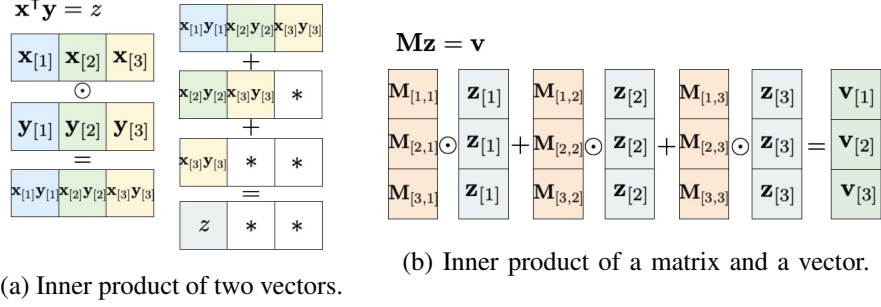 x⊤y = z
x[1] x[2] x[3]
⊙
y[1] y[2] y[3]
=
x[1]y[1] x[2]y[2] x[3]y[3]
x[1]y[1] x[2]y[2] x[3]y[3]
+
x[2]y[2] x[3]y[3] *
+
x[3]y[3] * *
=
z * *
(a) Inner product of two vectors.
Mz = v
M[1,1] z[1] M[1,2] z[2] M[1,3] z[3] v[1]
M[2,1] ⊙ z[1] + M[2,2] ⊙ z[2] + M[2,3] ⊙ z[3] = v[2]
M[3,1] z[1] M[3,2] z[2] M[3,3] z[3] v[3]
(b) Inner product of a matrix and a vector.